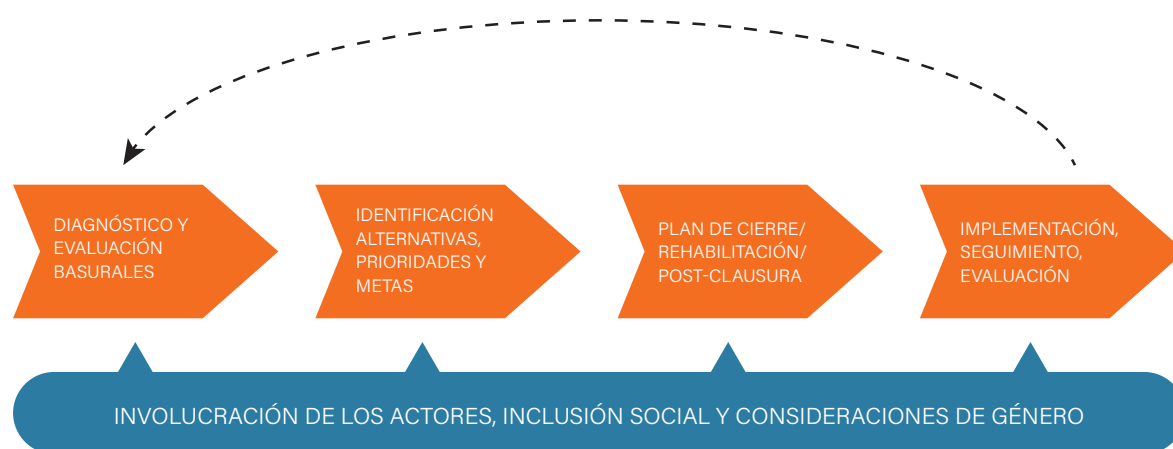 DIAGNÓSTICO Y
EVALUACIÓN
BASURALES
IDENTIFICACIÓN
ALTERNATIVAS,
PRIORIDADES Y
METAS
PLAN DE CIERRE/
REHABILITACIÓN/
POST-CLAUSURA
IMPLEMENTACIÓN,
SEGUIMIENTO,
EVALUACIÓN
INVOLUCRACIÓN DE LOS ACTORES, INCLUSIÓN SOCIAL Y CONSIDERACIONES DE GÉNERO